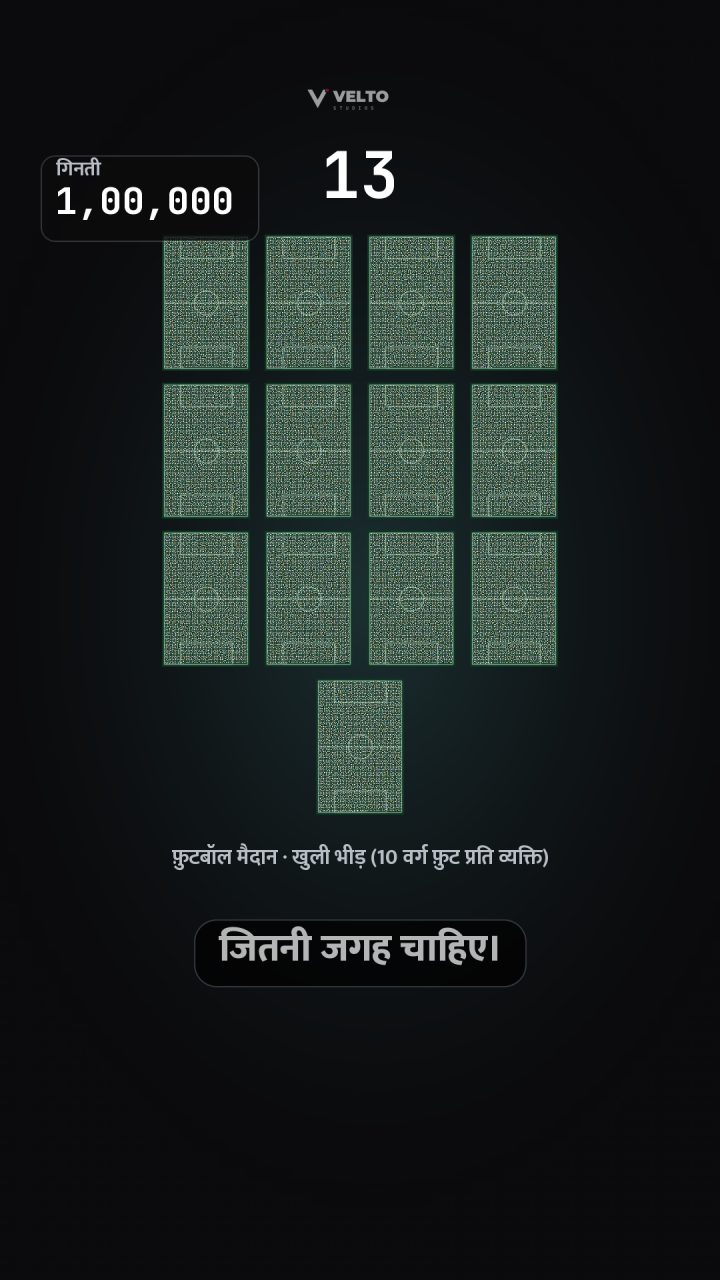 VELTO
STUDIOS
गिनती
1,00,000
13
फ़ुटबॉल मैदान · खुली भीड़ (10 वर्ग फ़ुट प्रति व्यक्ति)
जितनी जगह चाहिए।